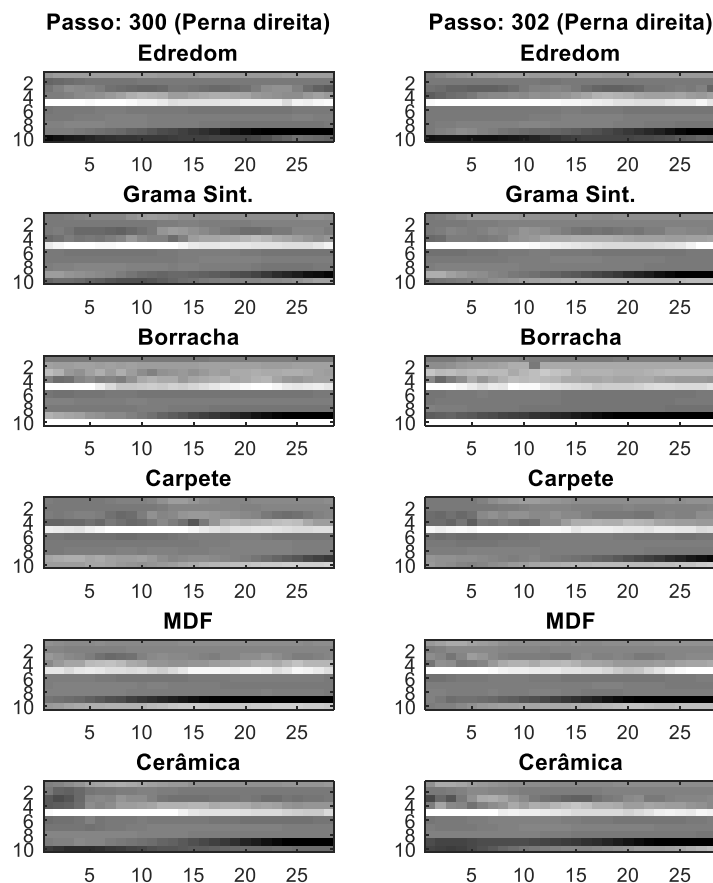 Passo: 300 (Perna direita) Passo: 302 (Perna direita)
Edredom Edredom
2 2
4 4
6 6
8 8
10 10
5 10 15 20 25 5 10 15 20 25
Grama Sint. Grama Sint.
2 2
4 4
6 6
8 8
10 10
5 10 15 20 25 5 10 15 20 25
Borracha Borracha
2 2
4 4
6 6
8 8
10 10
5 10 15 20 25 5 10 15 20 25
Carpete Carpete
2 2
4 4
6 6
8 8
10 10
5 10 15 20 25 5 10 15 20 25
MDF MDF
2 2
4 4
6 6
8 8
10 10
5 10 15 20 25 5 10 15 20 25
Cerâmica Cerâmica
2 2
4 4
6 6
8 8
10 10
5 10 15 20 25 5 10 15 20 25